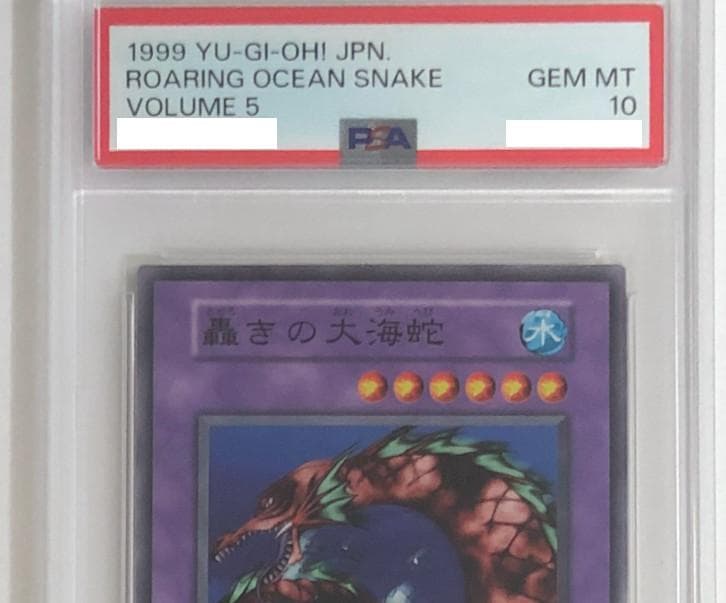 1999 YU-GI-OH! JPN.
ROARING OCEAN SNAKE GEM MT
VOLUME 5 10
PSA
轟きの大海蛇 水